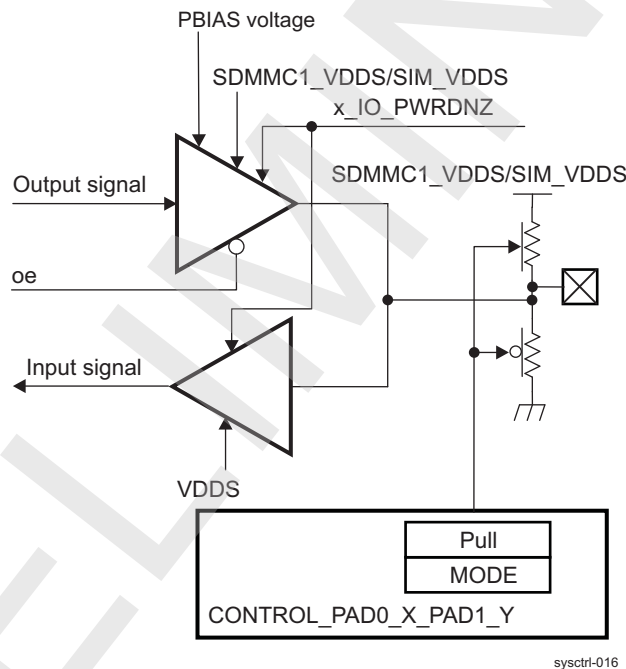 PBIAS voltage
SDMMC1_VDDS/SIM_VDDS
x_IO_PWRDNZ
SDMMC1_VDDS/SIM_VDDS
Output signal
oe
Input signal
VDDS
Pull
MODE
CONTROL_PAD0_X_PAD1_Y
sysctrl-016